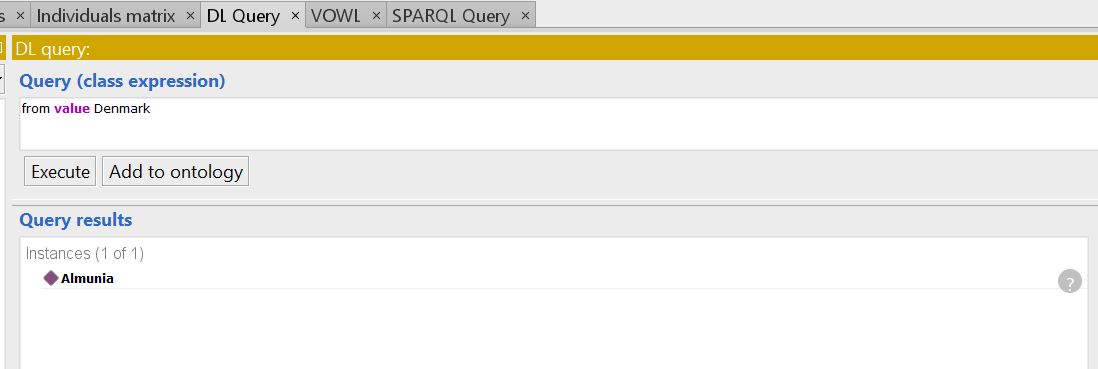 s × Individuals matrix × DL Query × VOWL × SPARQL Query ×
DL query:
Query (class expression)
from value Denmark
Execute Add to ontology
Query results
Instances (1 of 1)
Almunia
?